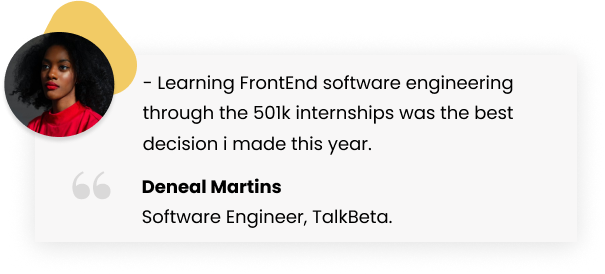 - Learning FrontEnd software engineering
through the 501k internships was the best
decision i made this year.
Deneal Martins
Software Engineer, TalkBeta.